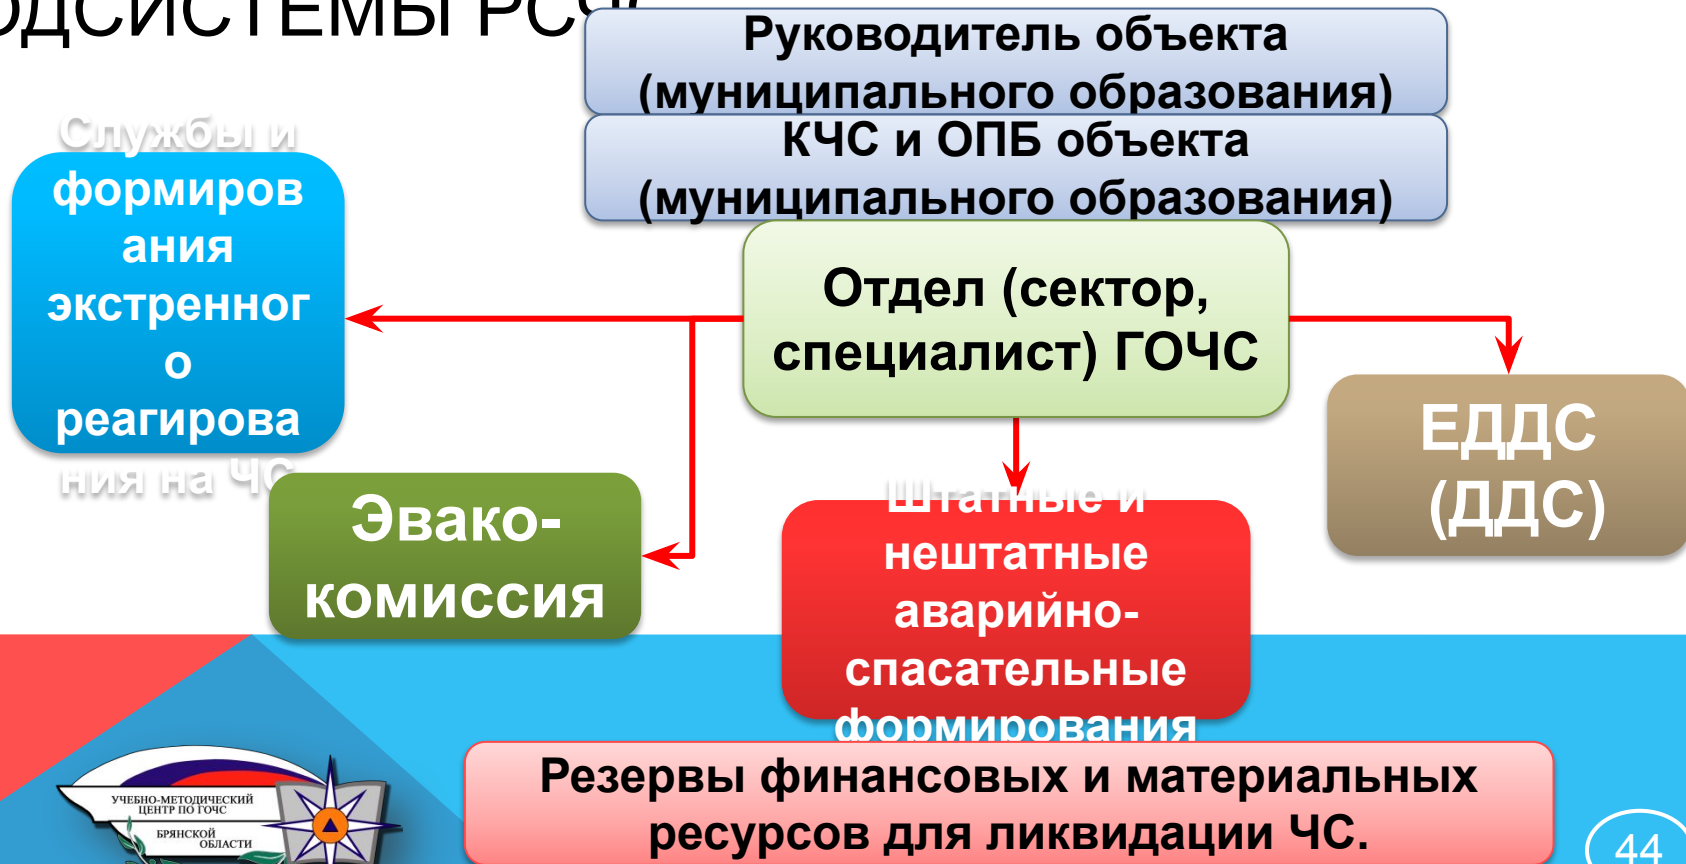 ОДСИСТЕМЫ РСЧС
Руководитель объекта
(муниципального образования)
КЧС и ОПБ объекта
(муниципального образования)
Службы и
формиров
ания
экстренног
о
реагирова
ния на ЧС
Отдел (сектор,
специалист) ГОЧС
ЕДДС
(ДДС)
Эвако-
комиссия
Штатные и
нештатные
аварийно-
спасательные
формирования
Резервы финансовых и материальных
ресурсов для ликвидации ЧС.
УЧЕБНО-МЕТОДИЧЕСКИЙ
ЦЕНТР ПО ГОЧС
БРЯНСКОЙ
ОБЛАСТИ
44